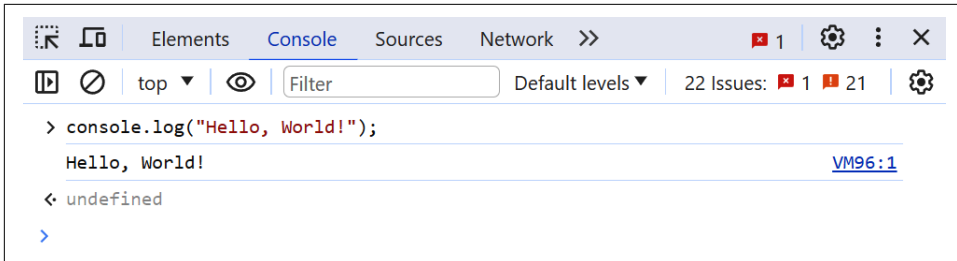 Elements Console Sources Network 1
top Filter Default levels 22 Issues: 1 21
console.log("Hello, World!");
Hello, World! VM96:1
undefined